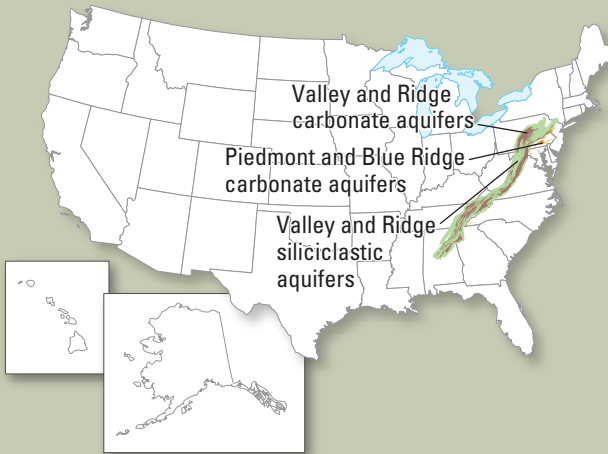 Valley and Ridge
carbonate aquifers
Piedmont and Blue Ridge
carbonate aquifers
Valley and Ridge
siliciclastic
aquifers